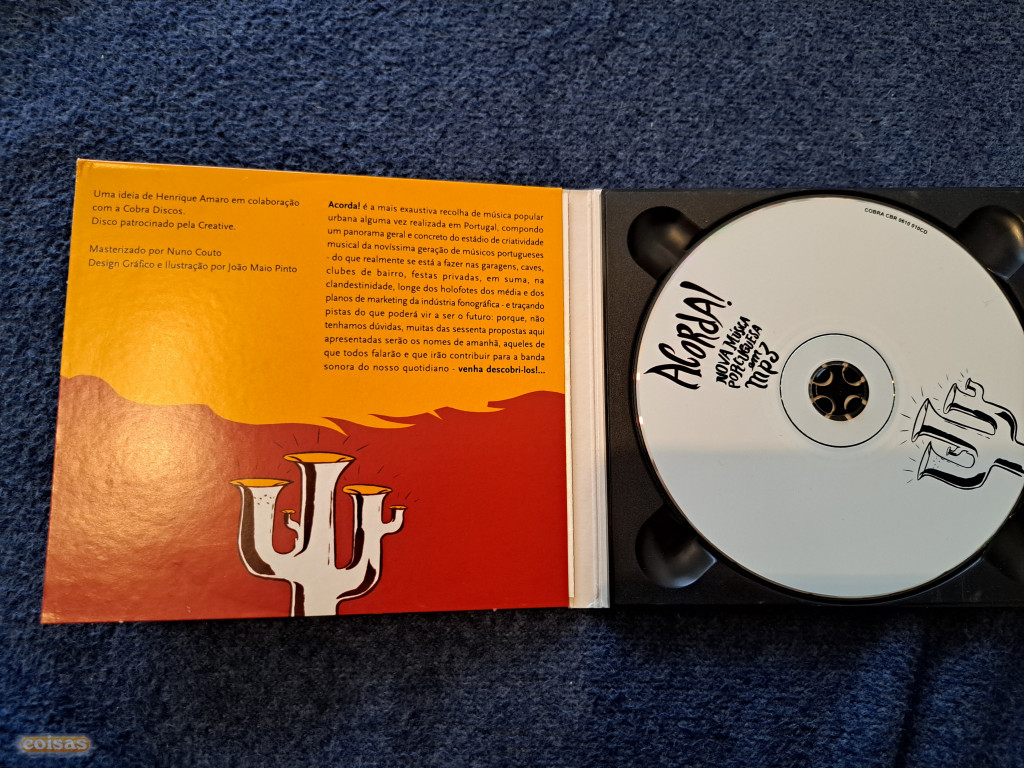 Uma ideia de Henrique Amaro em colaboração
com a Cobra Discos.
Disco patrocinado pela Creative.
Masterizado por Nuno Couto
Design Gráfico e Ilustração por João Maio Pinto
Acorda! é a mais exaustiva recolha de música popular
urbana alguma vez realizada em Portugal, compondo
um panorama geral e concreto do estádio de criatividade
musical da novíssima geração de músicos portugueses
- do que realmente se está a fazer nas garagens, caves,
clubes de bairro, festas privadas, em suma, na
clandestinidade, longe dos holofotes dos média e dos
planos de marketing da indústria fonográfica - e traçando
pistas do que poderá vir a ser o futuro: porque, não
tenhamos dúvidas, muitas das sessenta propostas aqui
apresentadas serão os nomes de amanhã, aqueles de
que todos falarão e que irão contribuir para a banda
sonora do nosso quotidiano - venha descobri-los!...
COBRA CBR
ACORDA!
NOVA MÚSICA
PORTUGUESA
em
MP3
coisas